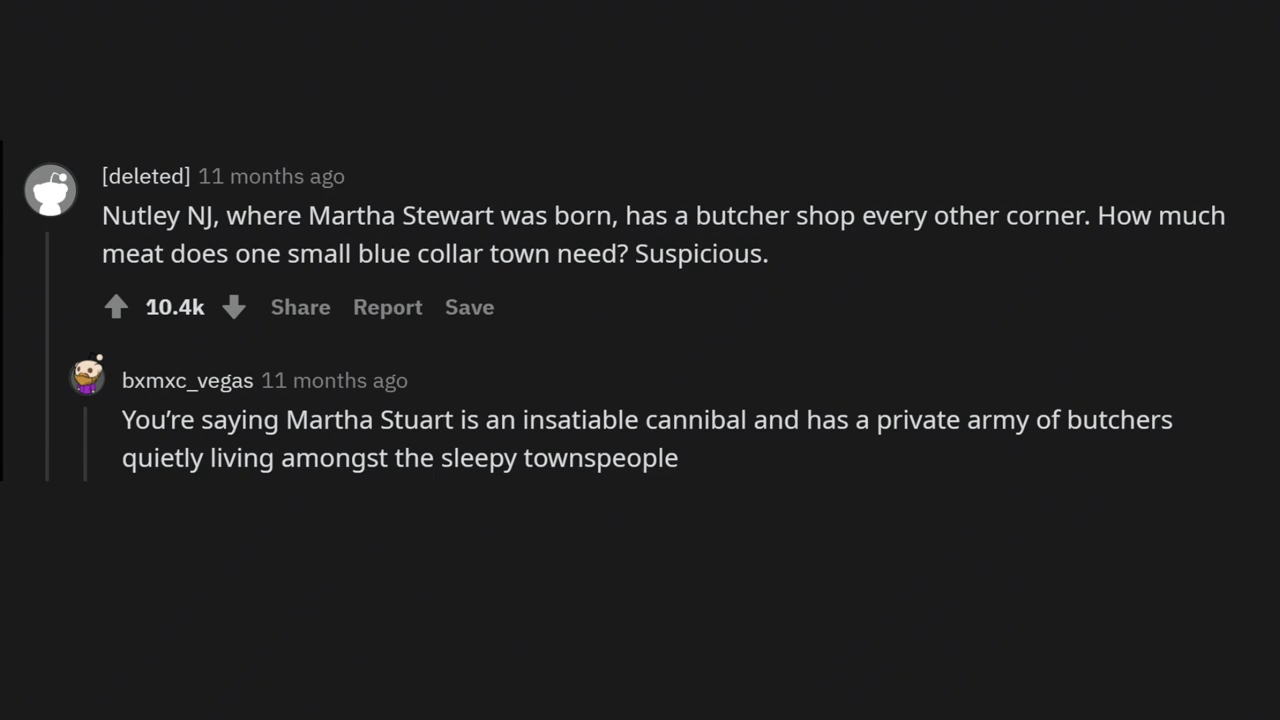 [deleted] 11 months ago
Nutley NJ, where Martha Stewart was born, has a butcher shop every other corner. How much
meat does one small blue collar town need? Suspicious.
10.4k Share Report Save
bxmxc_vegas 11 months ago
You’re saying Martha Stuart is an insatiable cannibal and has a private army of butchers
quietly living amongst the sleepy townspeople